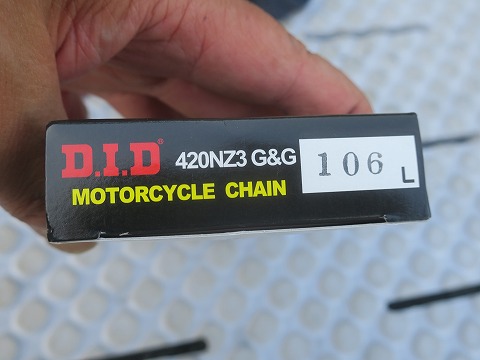 D.I.D® 420NZ3 G&G 106 L
MOTORCYCLE CHAIN